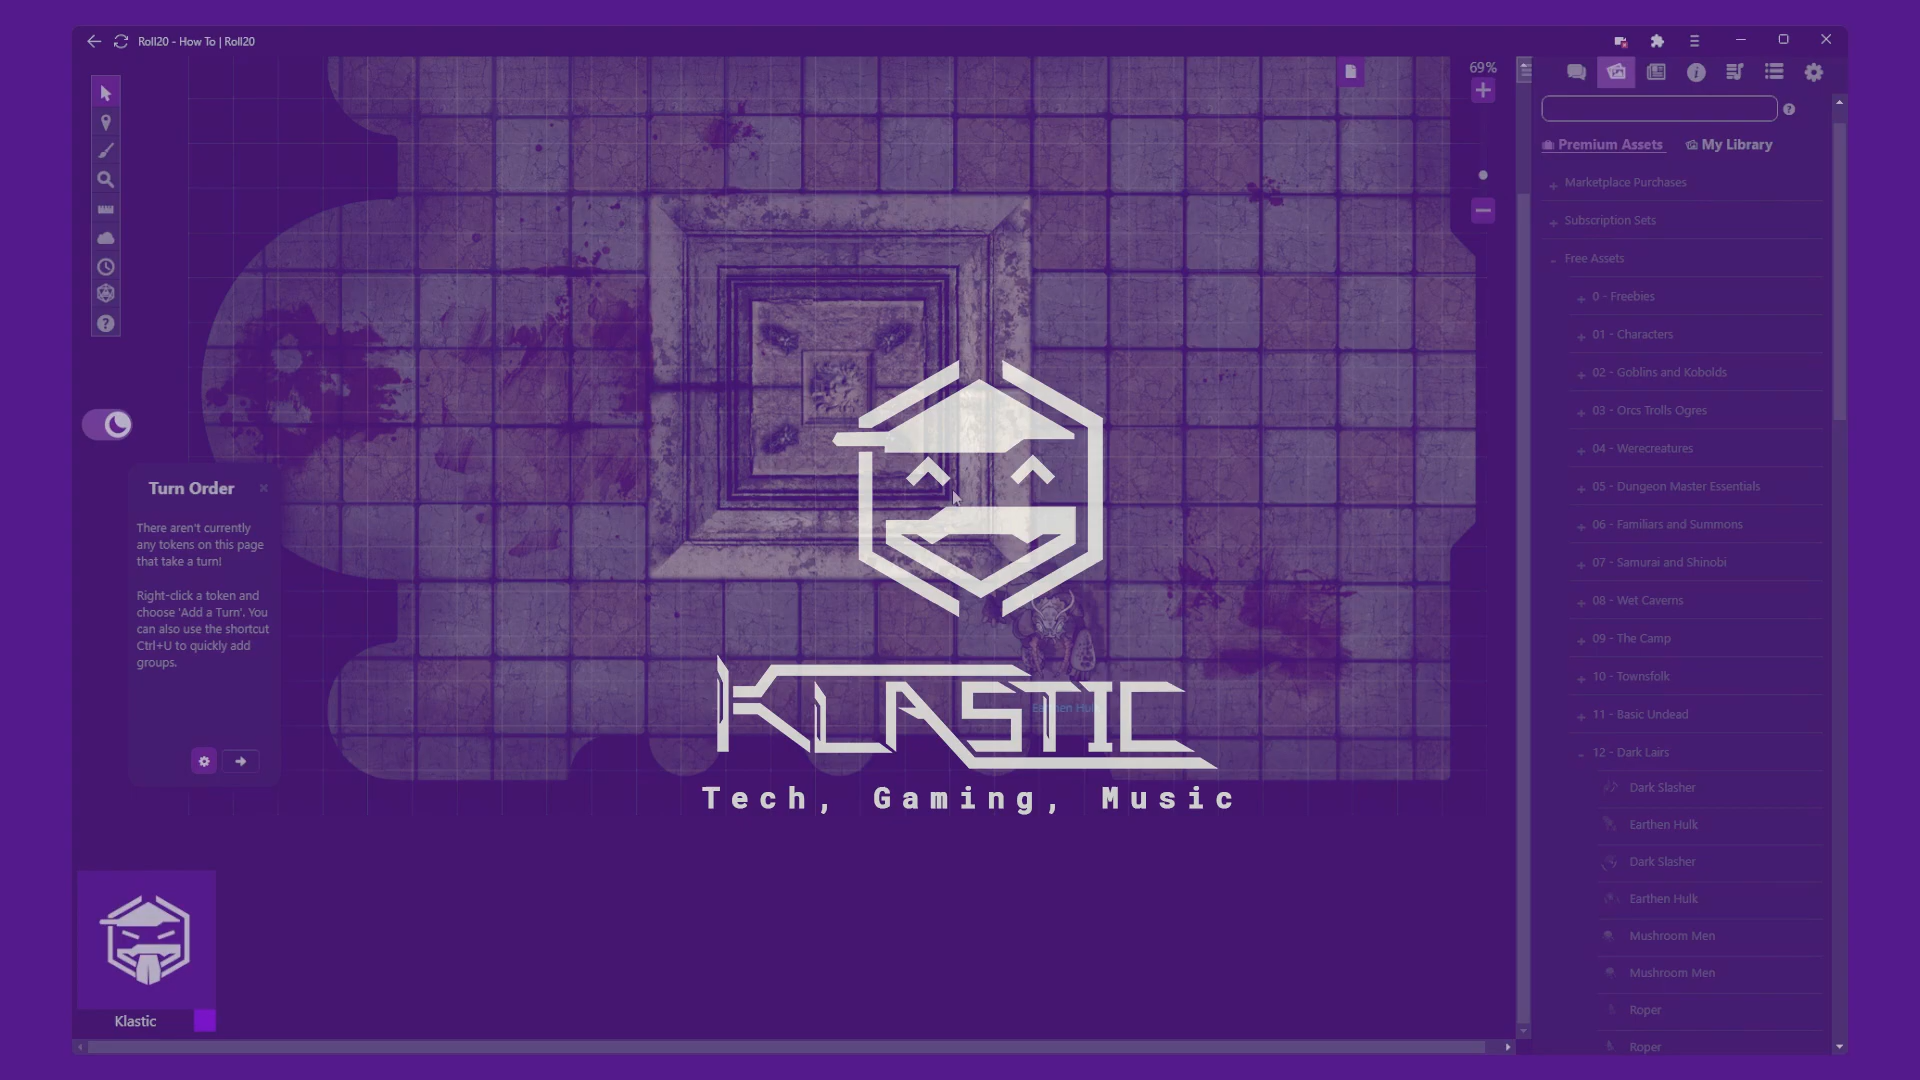 Roll20 - How To | Roll20
69%
Premium Assets
My Library
Marketplace Purchases
Subscription Sets
Free Assets
0 - Freebies
01 - Characters
02 - Goblins and Kobolds
03 - Orcs Trolls Ogres
04 - Werecreatures
05 - Dungeon Master Essentials
06 - Familiars and Summons
07 - Samurai and Shinobi
08 - Wet Caverns
09 - The Camp
10 - Townsfolk
11 - Basic Undead
12 - Dark Lairs
Dark Slasher
Earthen Hulk
Dark Slasher
Earthen Hulk
Mushroom Men
Mushroom Men
Roper
Roper
Turn Order
There aren't currently
any tokens on this page
that take a turn!
Right-click a token and
choose 'Add a Turn'. You
can also use the shortcut
Ctrl+U to quickly add
groups.
Earthen Hulk
KLASTIC
Tech, Gaming, Music
Klastic